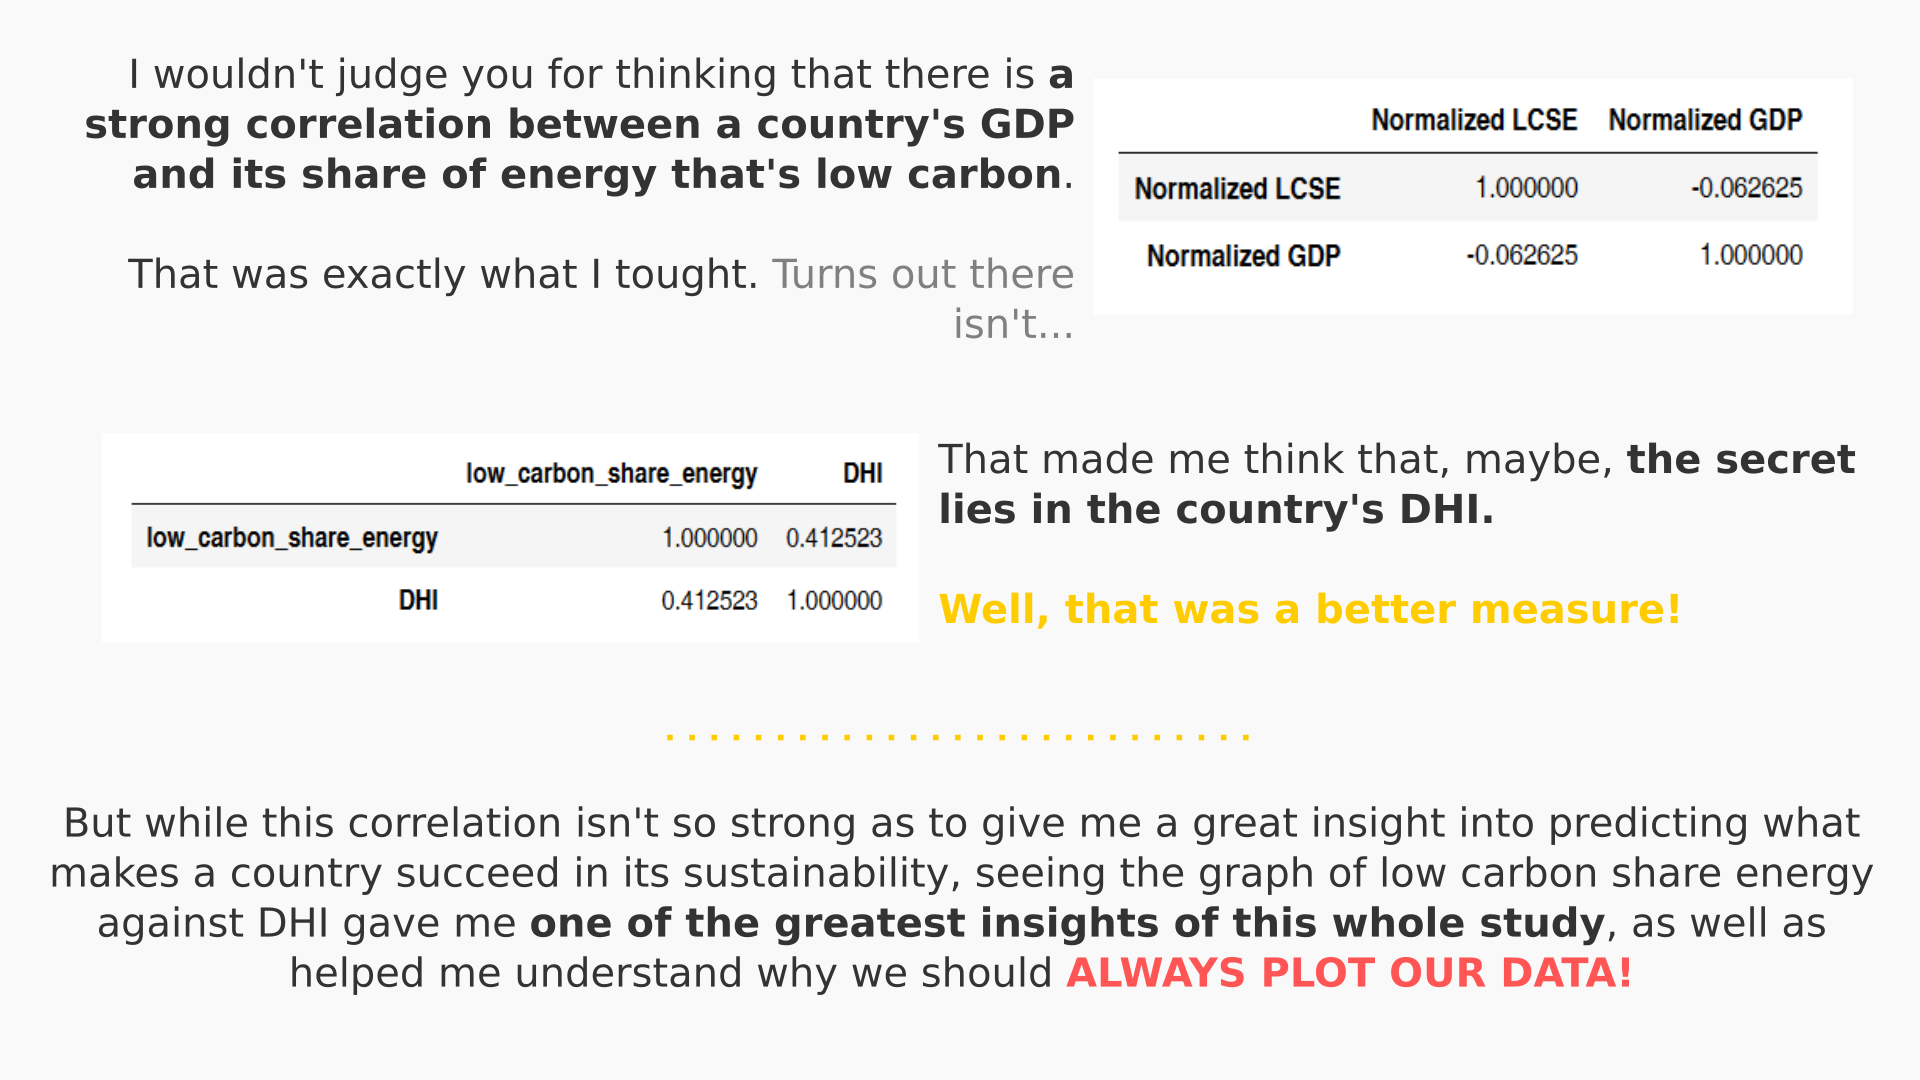 I wouldn't judge you for thinking that there is a
strong correlation between a country's GDP
and its share of energy that's low carbon.
That was exactly what I tought. Turns out there
isn't...
Normalized LCSE Normalized GDP
Normalized LCSE 1.000000 -0.062625
Normalized GDP -0.062625 1.000000
low_carbon_share_energy DHI
low_carbon_share_energy 1.000000 0.412523
DHI 0.412523 1.000000
That made me think that, maybe, the secret
lies in the country's DHI.
Well, that was a better measure!
But while this correlation isn't so strong as to give me a great insight into predicting what
makes a country succeed in its sustainability, seeing the graph of low carbon share energy
against DHI gave me one of the greatest insights of this whole study, as well as
helped me understand why we should ALWAYS PLOT OUR DATA!